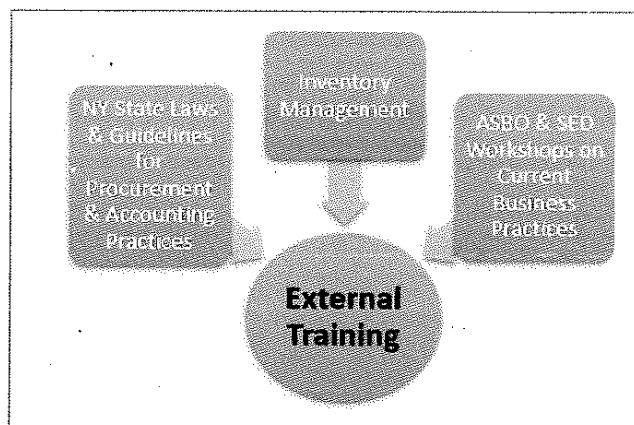 NY State Laws
& Guidelines
for
Procurement
& Accounting
Practices
Inventory
Management
ASBO & SED
Workshops on
Current
Business
Practices
External
Training